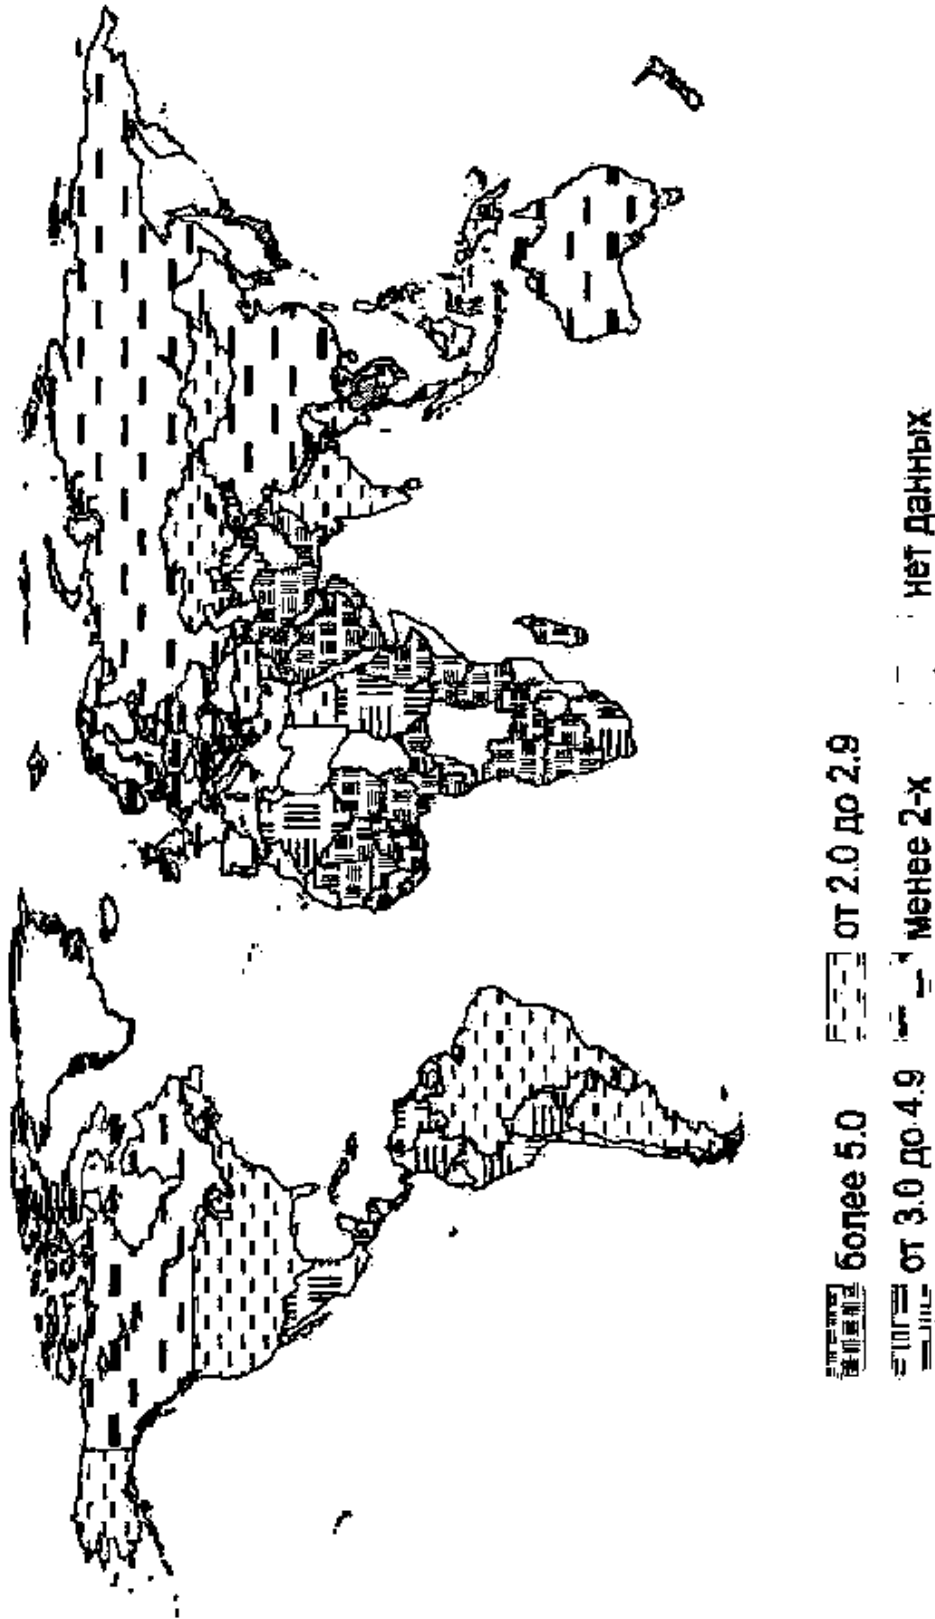 более 5.0
от 2.0 до 2.9
от 3.0 до 4.9
Менее 2-х
нет данных